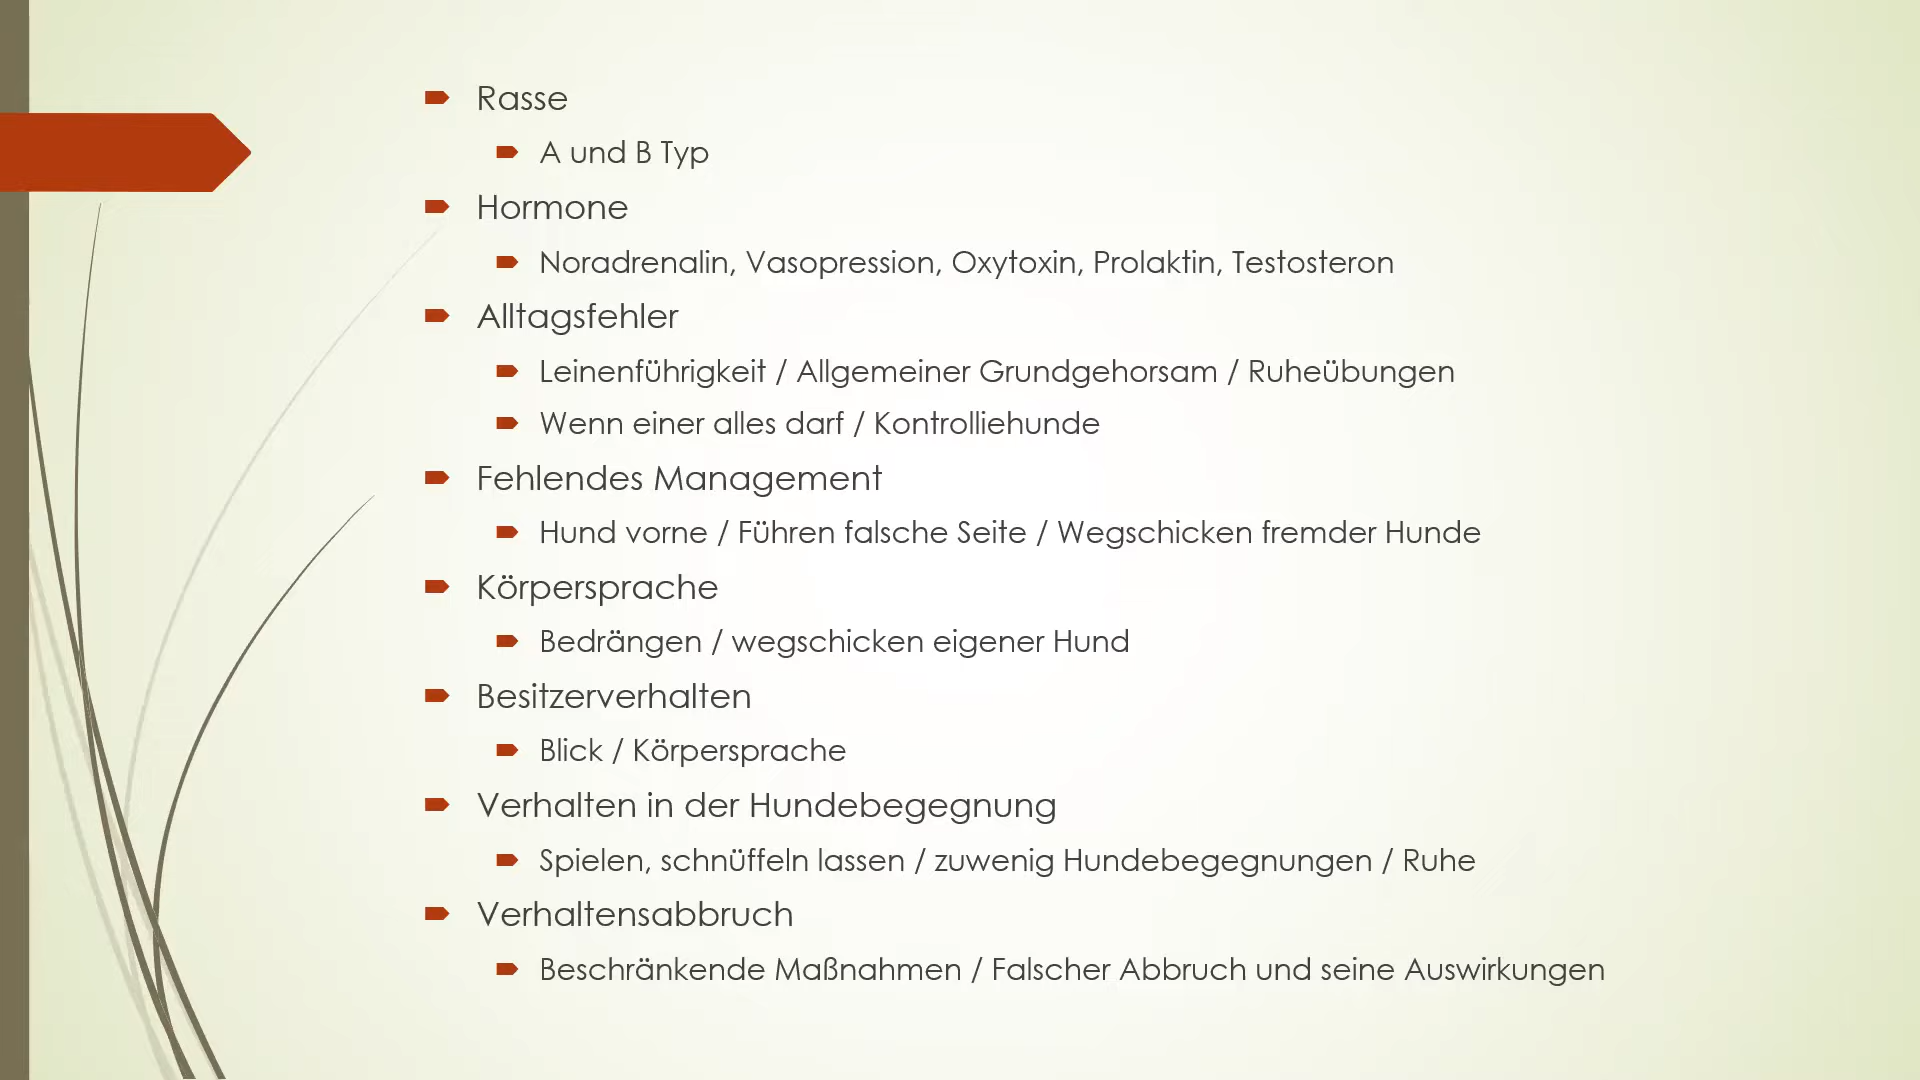 Rasse
A und B Typ
Hormone
Noradrenalin, Vasopression, Oxytoxin, Prolaktin, Testosteron
Alltagsfehler
Leinenführigkeit / Allgemeiner Grundgehorsam / Ruheübungen
Wenn einer alles darf / Kontrolliehunde
Fehlendes Management
Hund vorne / Führen falsche Seite / Wegschicken fremder Hunde
Körpersprache
Bedrängen / wegschicken eigener Hund
Besitzerverhalten
Blick / Körpersprache
Verhalten in der Hundebegegnung
Spielen, schnüffeln lassen / zuwenig Hundebegegnungen / Ruhe
Verhaltensabbruch
Beschränkende Maßnahmen / Falscher Abbruch und seine Auswirkungen